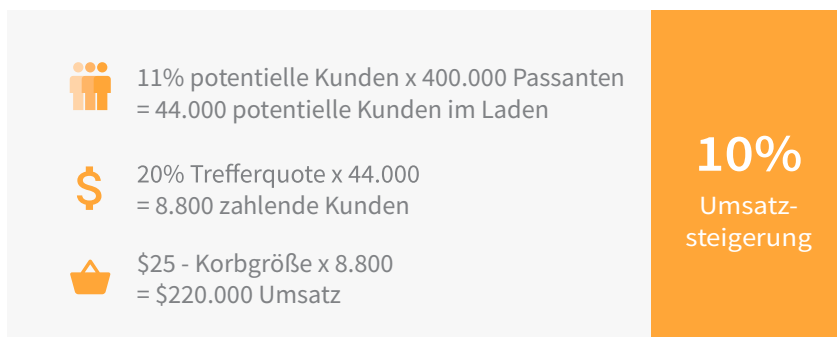 11% potentielle Kunden x 400.000 Passanten
= 44.000 potentielle Kunden im Laden
20% Trefferquote x 44.000
= 8.800 zahlende Kunden
$25 - Korbgröße x 8.800
= $220.000 Umsatz
10%
Umsatz-
steigerung